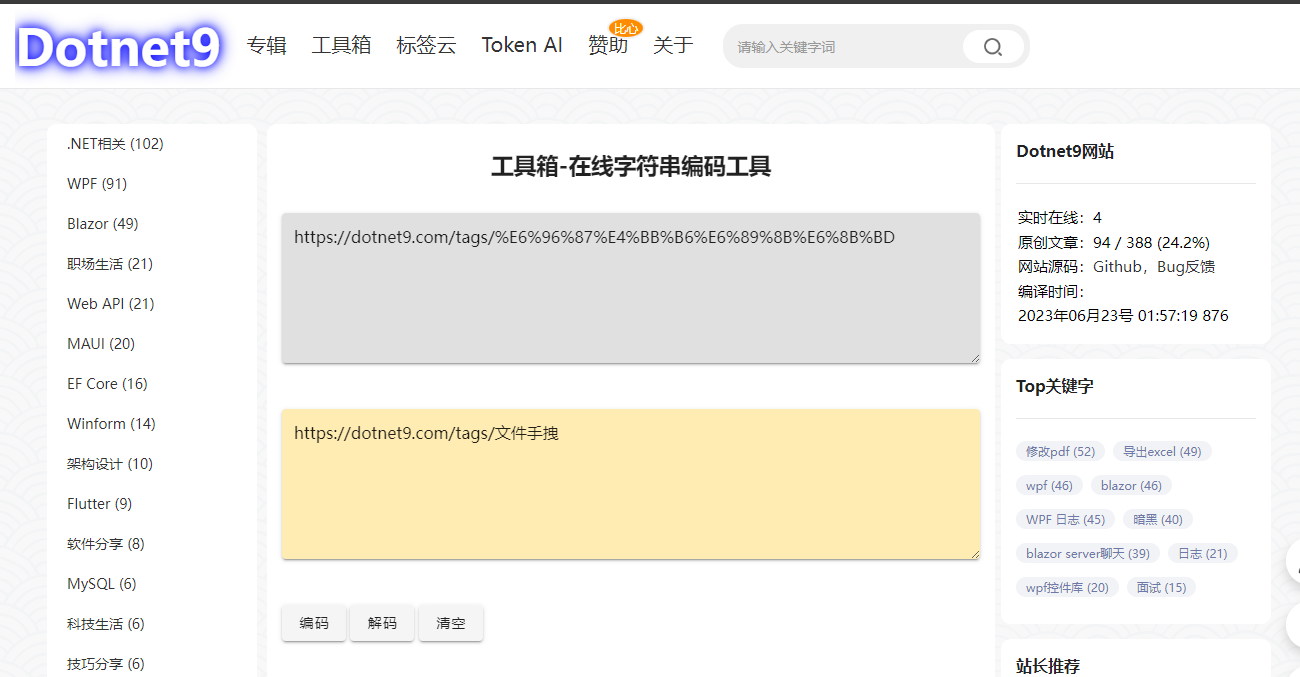 Dotnet9 专辑 工具箱 标签云 Token AI 赞助 比心 关于 请输入关键字词
.NET相关 (102)
WPF (91)
Blazor (49)
职场生活 (21)
Web API (21)
MAUI (20)
EF Core (16)
Winform (14)
架构设计 (10)
Flutter (9)
软件分享 (8)
MySQL (6)
科技生活 (6)
技巧分享 (6)
工具箱-在线字符串编码工具
https://dotnet9.com/tags/%E6%96%87%E4%BB%B6%E6%89%8B%E6%8B%BD
https://dotnet9.com/tags/文件手拽
编码 解码 清空
Dotnet9网站
实时在线：4
原创文章：94 / 388 (24.2%)
网站源码：Github，Bug反馈
编译时间：
2023年06月23号 01:57:19 876
Top关键字
修改pdf (52) 导出excel (49)
wpf (46) blazor (46)
WPF 日志 (45) 暗黑 (40)
blazor server聊天 (39) 日志 (21)
wpf控件库 (20) 面试 (15)
站长推荐